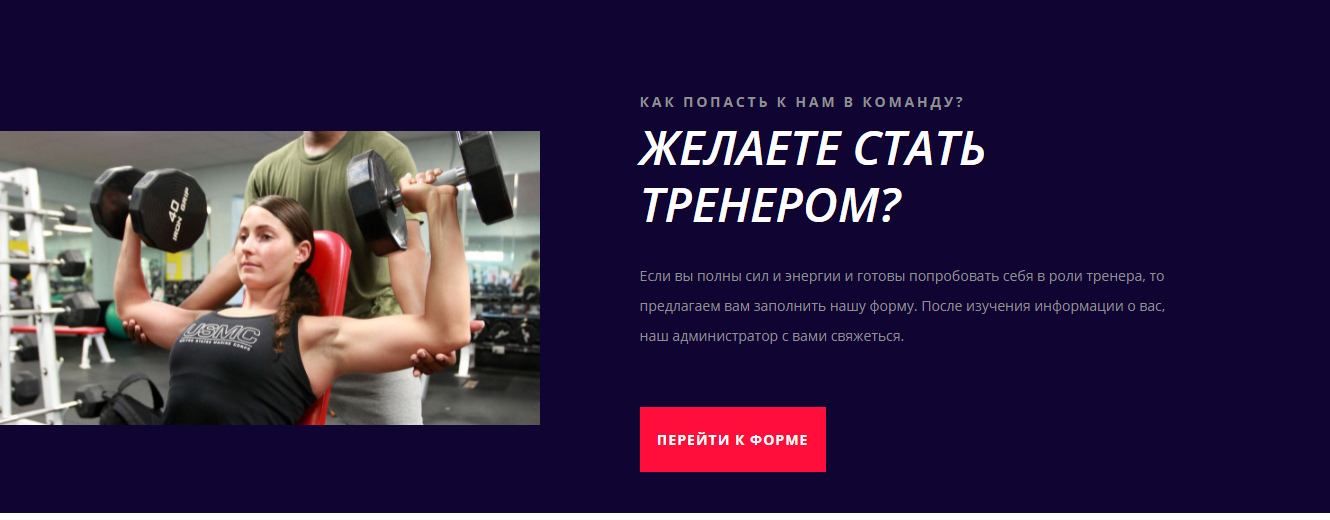 КАК ПОПАСТЬ К НАМ В КОМАНДУ?
ЖЕЛАЕТЕ СТАТЬ
ТРЕНЕРОМ?
Если вы полны сил и энергии и готовы попробовать себя в роли тренера, то
предлагаем вам заполнить нашу форму. После изучения информации о вас,
наш администратор с вами свяжеться.
ПЕРЕЙТИ К ФОРМЕ
40
IRON GRIP
USMC
UNITED STATES MARINE CORPS